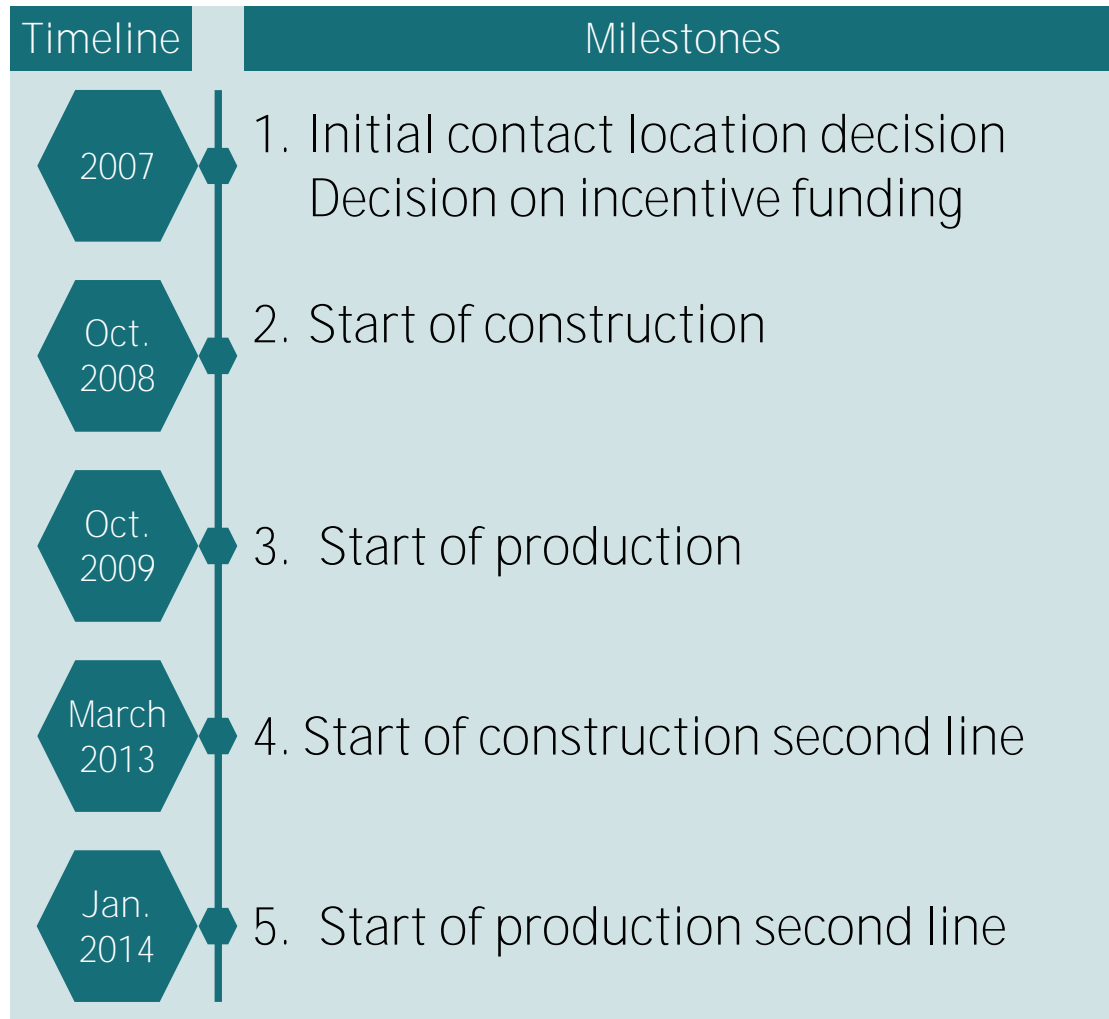 Timeline
Milestones
2007
1. Initial contact location decision
Decision on incentive funding
Oct.
2008
2. Start of construction
Oct.
2009
3. Start of production
March
2013
4. Start of construction second line
Jan.
2014
5. Start of production second line